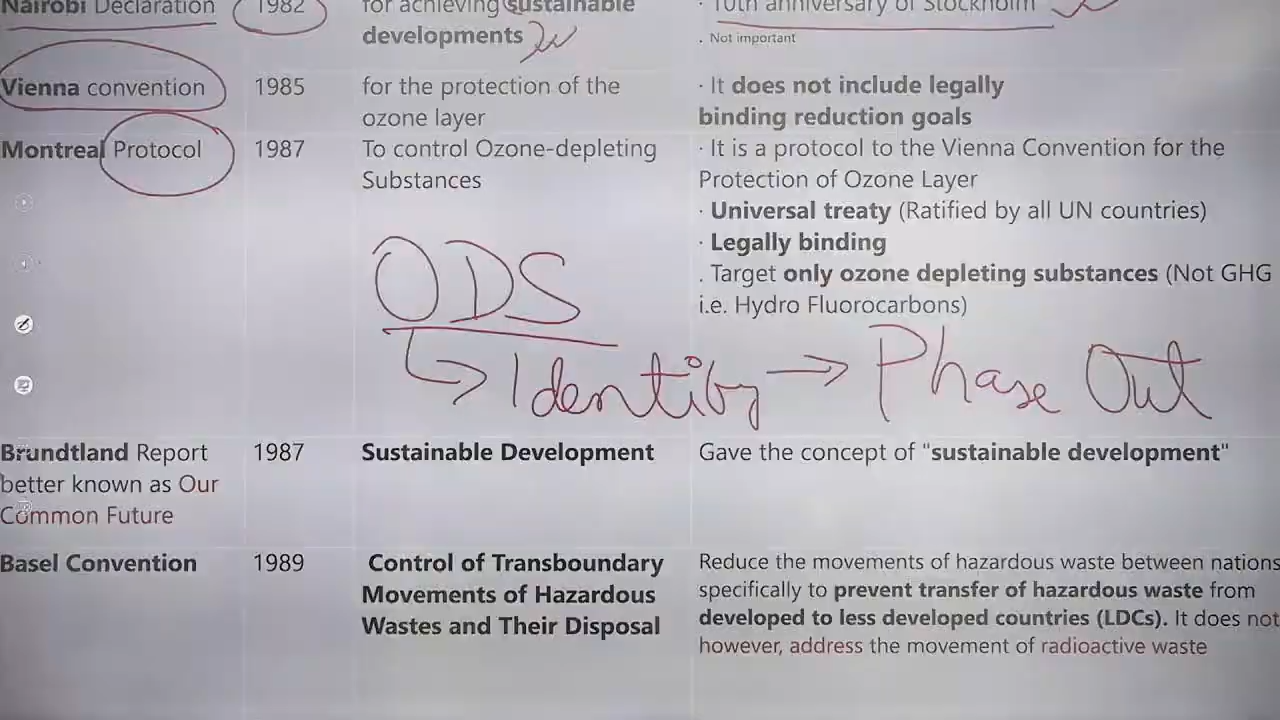 Nairobi Declaration
1982
for achieving sustainable
developments
· 10th anniversary of Stockholm
. Not important
Vienna convention
1985
for the protection of the
ozone layer
· It does not include legally
binding reduction goals
Montreal Protocol
1987
To control Ozone-depleting
Substances
· It is a protocol to the Vienna Convention for the
Protection of Ozone Layer
· Universal treaty (Ratified by all UN countries)
· Legally binding
. Target only ozone depleting substances (Not GHG
i.e. Hydro Fluorocarbons)
ODS
Identify → Phase Out
Brundtland Report
better known as Our
Common Future
1987
Sustainable Development
Gave the concept of "sustainable development"
Basel Convention
1989
Control of Transboundary
Movements of Hazardous
Wastes and Their Disposal
Reduce the movements of hazardous waste between nations
specifically to prevent transfer of hazardous waste from
developed to less developed countries (LDCs). It does not
however, address the movement of radioactive waste